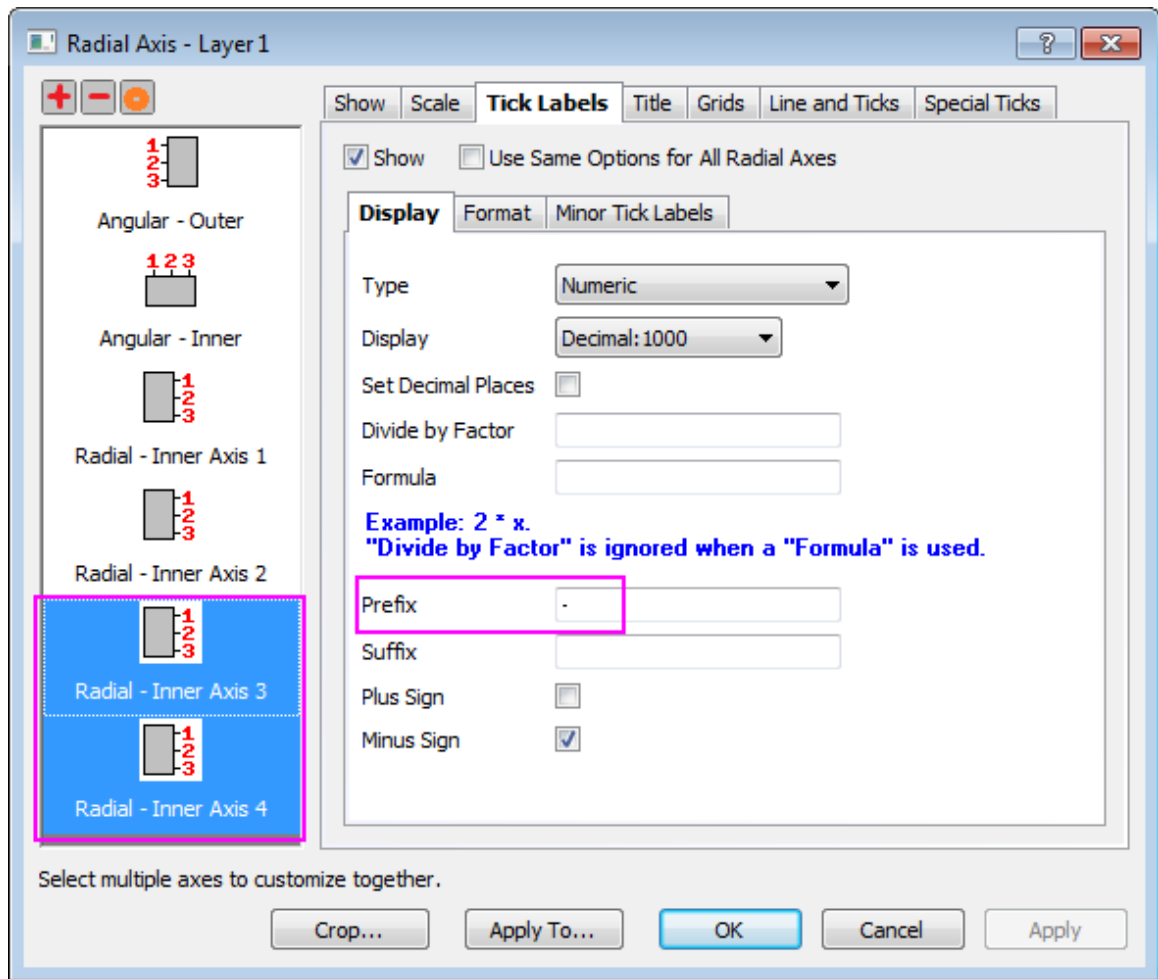 Radial Axis - Layer 1
Show Scale Tick Labels Title Grids Line and Ticks Special Ticks
1
2
3
Angular - Outer
1 2 3
Angular - Inner
1
2
3
Radial - Inner Axis 1
1
2
3
Radial - Inner Axis 2
1
2
3
Radial - Inner Axis 3
1
2
3
Radial - Inner Axis 4
Show Use Same Options for All Radial Axes
Display Format Minor Tick Labels
Type Numeric
Display Decimal:1000
Set Decimal Places
Divide by Factor
Formula
Example: 2 * x.
"Divide by Factor" is ignored when a "Formula" is used.
Prefix -
Suffix
Plus Sign
Minus Sign
Select multiple axes to customize together.
Crop... Apply To... OK Cancel Apply